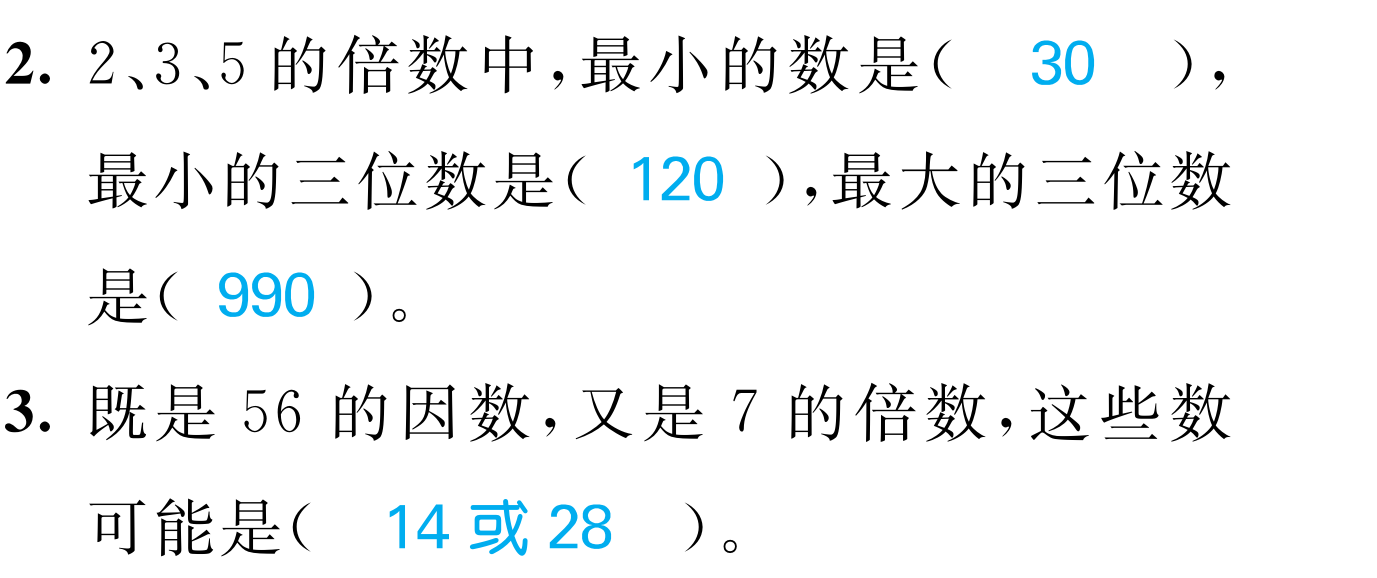 2. 2、3、5 的倍数中,最小的数是( 30 ),
最小的三位数是( 120 ),最大的三位数
是( 990 )。
3. 既是 56 的因数,又是 7 的倍数,这些数
可能是( 14 或 28 )。